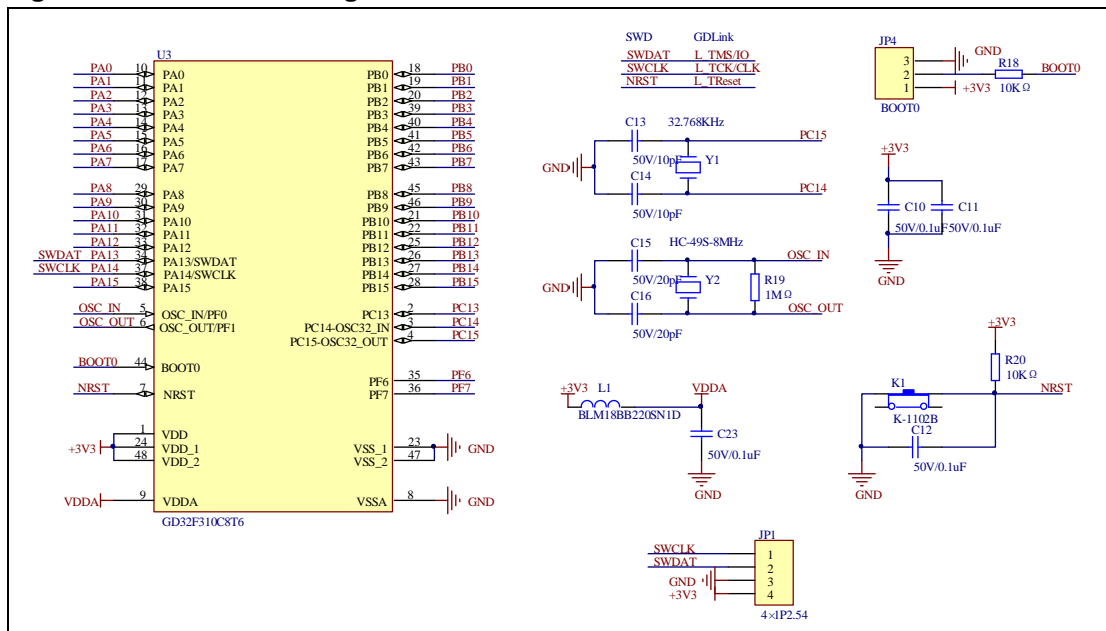 U3
PA0 10 PA0 PB0 18 PB0
PA1 11 PA1 PB1 19 PB1
PA2 12 PA2 PB2 20 PB2
PA3 13 PA3 PB3 39 PB3
PA4 14 PA4 PB4 40 PB4
PA5 15 PA5 PB5 41 PB5
PA6 16 PA6 PB6 42 PB6
PA7 17 PA7 PB7 43 PB7
PA8 29 PA8 PB8 45 PB8
PA9 30 PA9 PB9 46 PB9
PA10 31 PA10 PB10 21 PB10
PA11 32 PA11 PB11 22 PB11
PA12 33 PA12 PB12 25 PB12
SWDAT PA13 34 PA13/SWDAT PB13 26 PB13
SWCLK PA14 37 PA14/SWCLK PB14 27 PB14
PA15 38 PA15 PB15 28 PB15
OSC_IN 5 OSC_IN/PF0 PC13 2 PC13
OSC_OUT 6 OSC_OUT/PF1 PC14-OSC32_IN 3 PC14
PC15-OSC32_OUT 4 PC15
BOOT0 44 BOOT0
PF6 35 PF6
NRST 7 NRST PF7 36 PF7
1 VDD
+3V3 24 VDD_1 VSS_1 23 GND
48 VDD_2 VSS_2 47
VDDA 9 VDDA VSSA 8 GND
GD32F310C8T6
SWD GDLink
SWDAT L_TMS/IO
SWCLK L_TCK/CLK
NRST L_TReset
JP4
3 GND
2 R18 BOOT0
1 +3V3 10KΩ
BOOT0
C13 32.768KHz PC15
50V/10pF Y1
GND
C14 PC14
50V/10pF
+3V3
C10 C11
50V/0.1uF 50V/0.1uF
GND
C15 HC-49S-8MHz OSC_IN
50V/20pF Y2 R19
GND 1MΩ
C16 OSC_OUT
50V/20pF
+3V3 L1 VDDA
BLM18BB220SN1D
C23
50V/0.1uF
GND
+3V3
R20
10KΩ
K1 NRST
K-1102B
C12
50V/0.1uF
GND
JP1
SWCLK 1
SWDAT 2
GND 3
+3V3 4
4×1P2.54